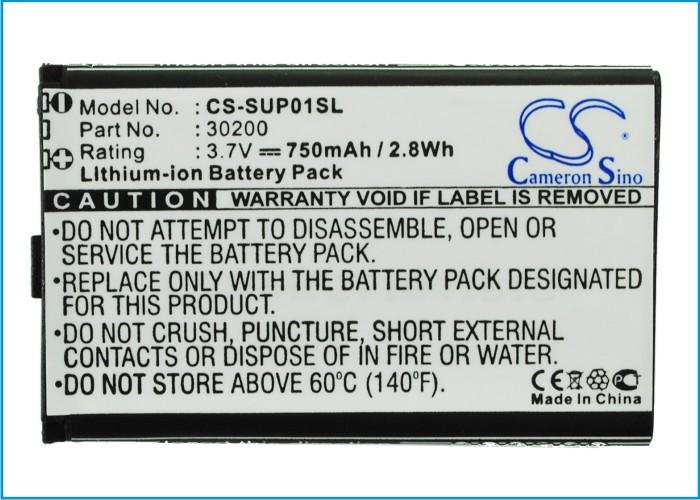 Model No. : CS-SUP01SL
Part No. : 30200
Rating : 3.7V 750mAh / 2.8Wh
LIthium-ion Battery Pack
CS
Cameron Sino
CAUTION WARRANTY VOID IF LABEL IS REMOVED
•DO NOT ATTEMPT TO DISASSEMBLE, OPEN OR
SERVICE THE BATTERY PACK.
•REPLACE ONLY WITH THE BATTERY PACK DESIGNATED
FOR THIS PRODUCT.
•DO NOT CRUSH, PUNCTURE, SHORT EXTERNAL
CONTACTS, OR DISPOSE OF IN FIRE OR WATER.
•DO NOT STORE ABOVE 60°C (140°F).
CE
Made In China